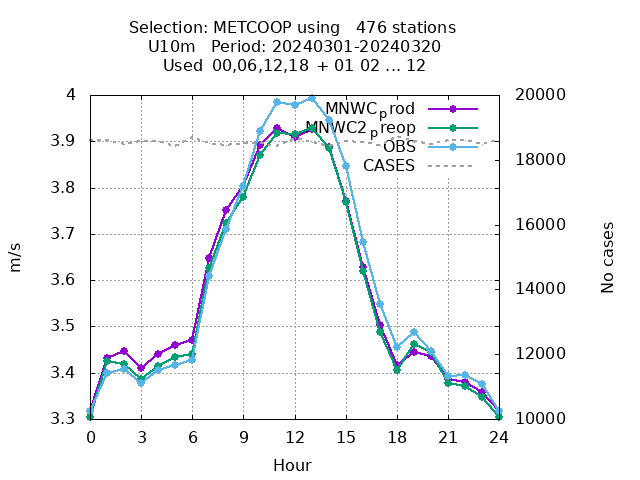 Selection: METCOOP using   476 stations
U10m   Period: 20240301-20240320
Used  00,06,12,18 + 01 02 ... 12
4
3.9
3.8
3.7
3.6
3.5
3.4
3.3
m/s
20000
18000
16000
14000
12000
10000
No cases
MNWCprod
MNWC2preop
OBS
CASES
0 3 6 9 12 15 18 21 24
Hour